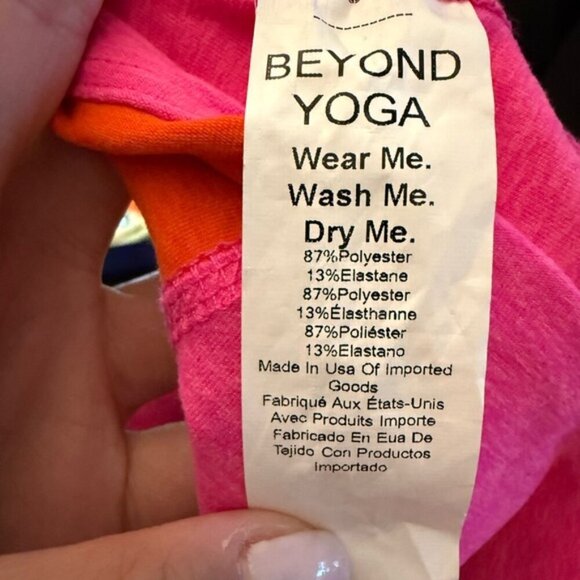 BEYOND
YOGA
Wear Me.
Wash Me.
Dry Me.
87%Polyester
13%Elastane
87%Polyester
13%Élasthanne
87%Poliéster
13%Elastano
Made In Usa Of Imported
Goods
Fabriqué Aux États-Unis
Avec Produits Importe
Fabricado En Eua De
Tejido Con Productos
Importado